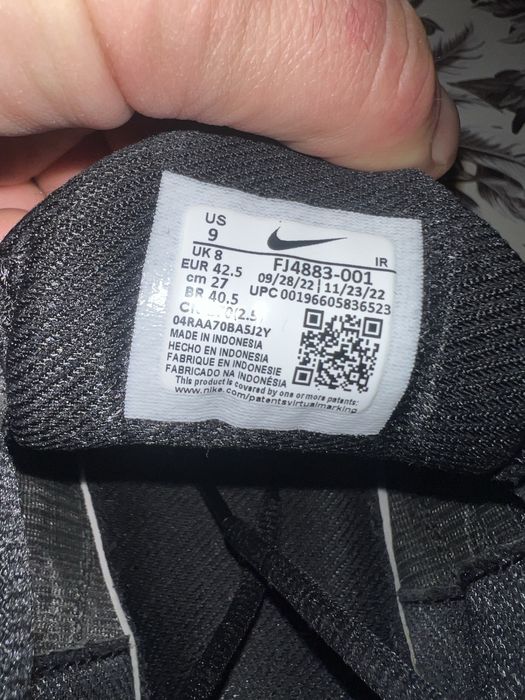 US
9
IR
UK 8
FJ4883-001
EUR 42.5
09/28/22 | 11/23/22
cm 27
UPC 00196605836523
BR 40.5
04RAA70BA5J2Y
MADE IN INDONESIA
HECHO EN INDONESIA
FABRIQUE EN INDONESIE
FABRICADO NA INDONÉSIA
This product is covered by one or more patents:
www.nike.com/patentsvirtualmarking